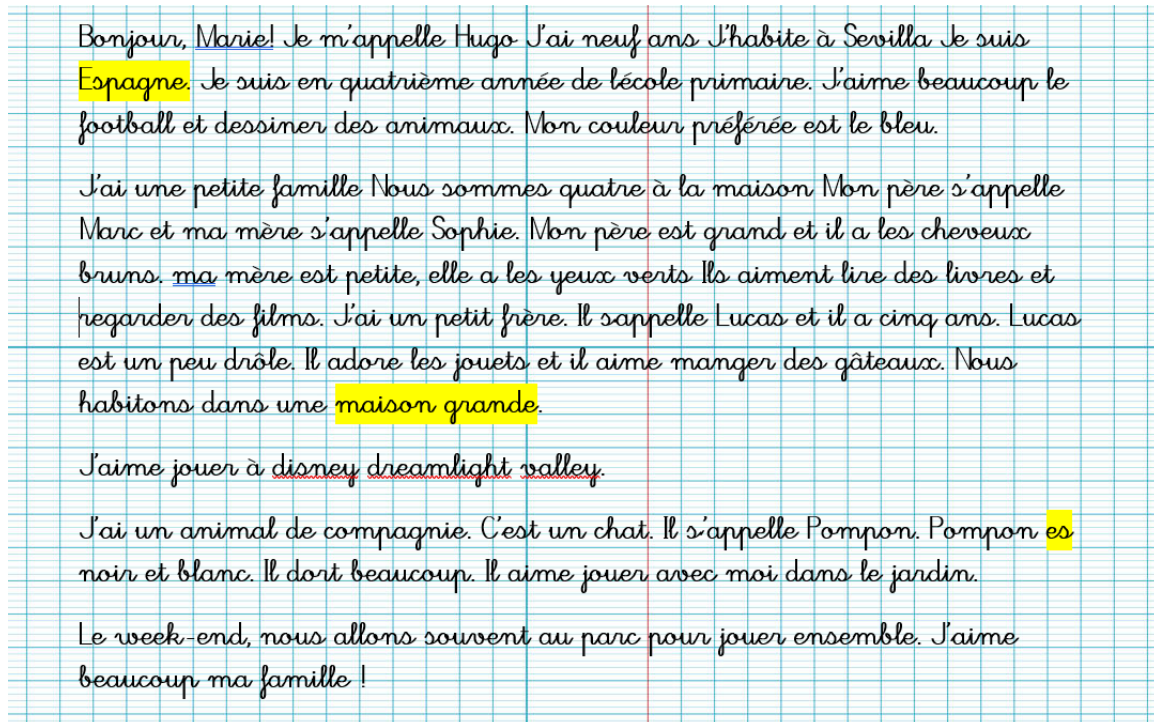 Bonjour, Marie! Je m'appelle Hugo J'ai neuf ans J'habite à Sevilla Je suis
Espagne. Je suis en quatrième année de lécole primaire. J'aime beaucoup le
football et dessiner des animaux. Mon couleur préférée est le bleu.
J'ai une petite famille Nous sommes quatre à la maison Mon père s'appelle
Marc et ma mère s'appelle Sophie. Mon père est grand et il a les cheveux
bruns. ma mère est petite, elle a les yeux verts Ils aiment lire des livres et
regarder des films. J'ai un petit frère. Il sappelle Lucas et il a cinq ans. Lucas
est un peu drôle. Il adore les jouets et il aime manger des gâteaux. Nous
habitons dans une maison grande.
J'aime jouer à disney dreamlight valley.
J'ai un animal de compagnie. C'est un chat. Il s'appelle Pompon. Pompon es
noir et blanc. Il dort beaucoup. Il aime jouer avec moi dans le jardin.
Le week-end, nous allons souvent au parc pour jouer ensemble. J'aime
beaucoup ma famille !